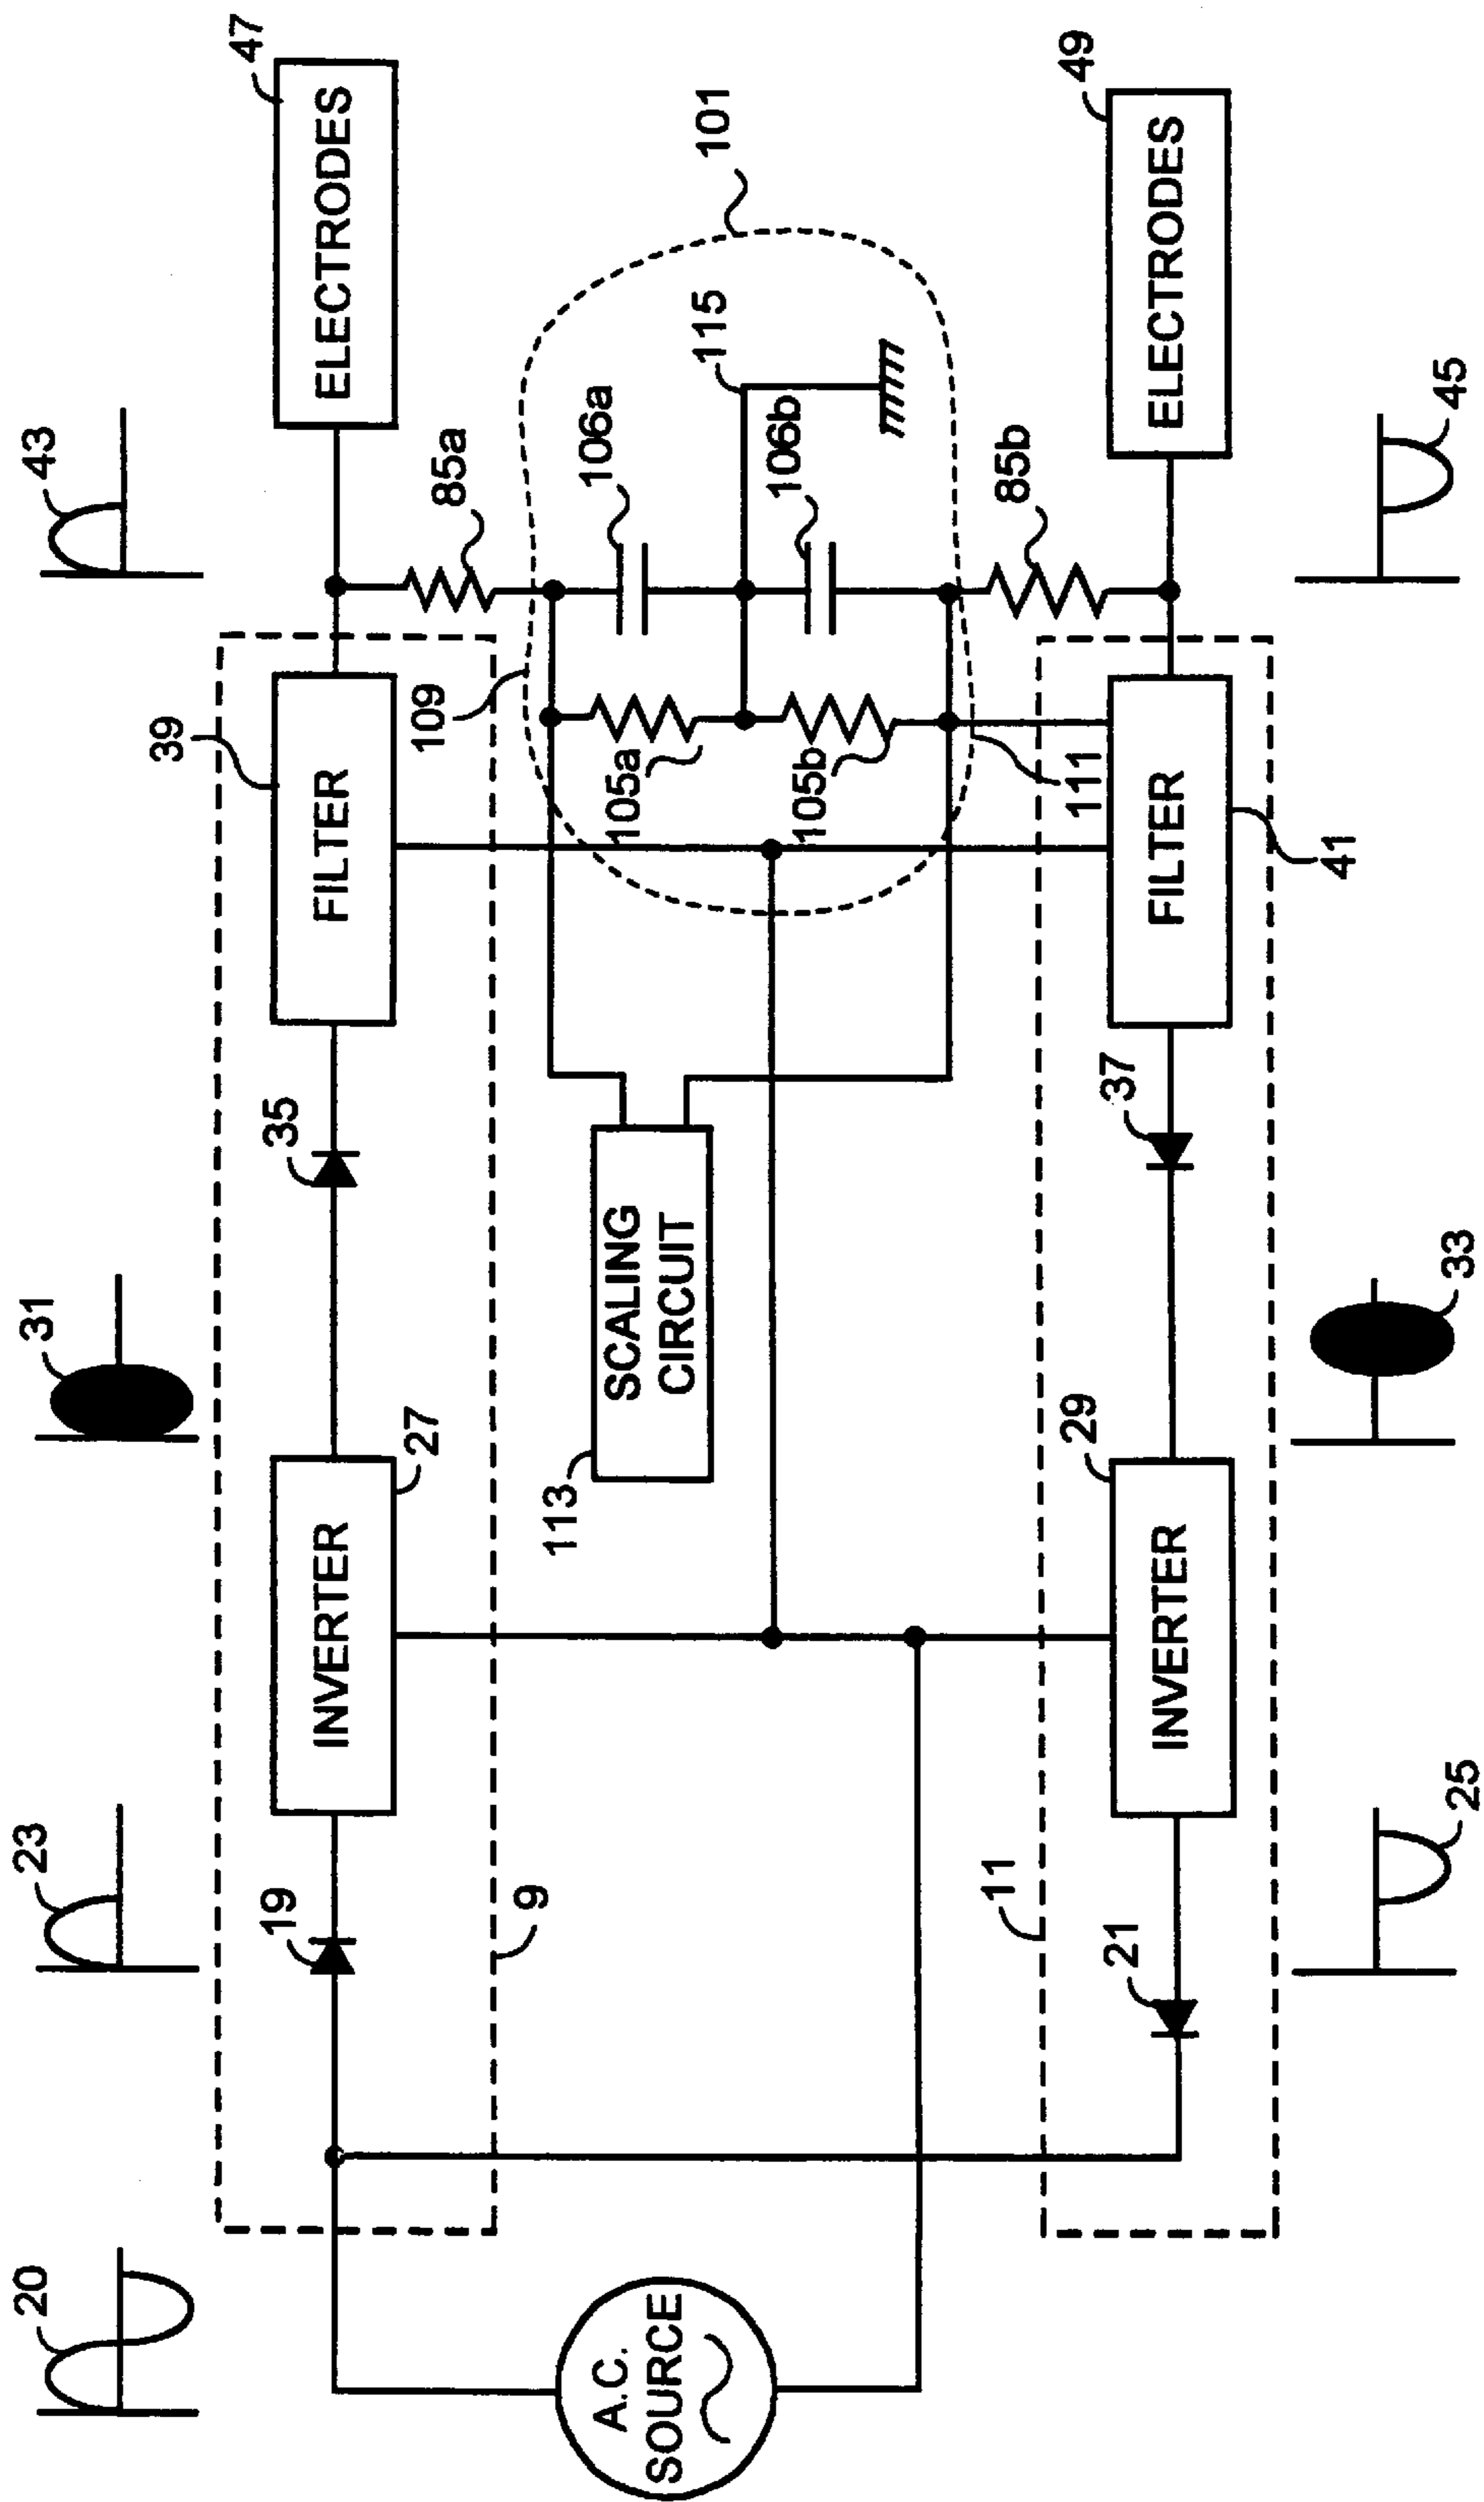 20
23
31
43
19
35
39
47
INVERTER
FILTER
ELECTRODES
27
9
109
85a
A.C.
SOURCE
113
SCALING
CIRCUIT
105a
106a
115
101
105b
106b
11
21
29
37
111
85b
49
INVERTER
FILTER
ELECTRODES
41
25
33
45